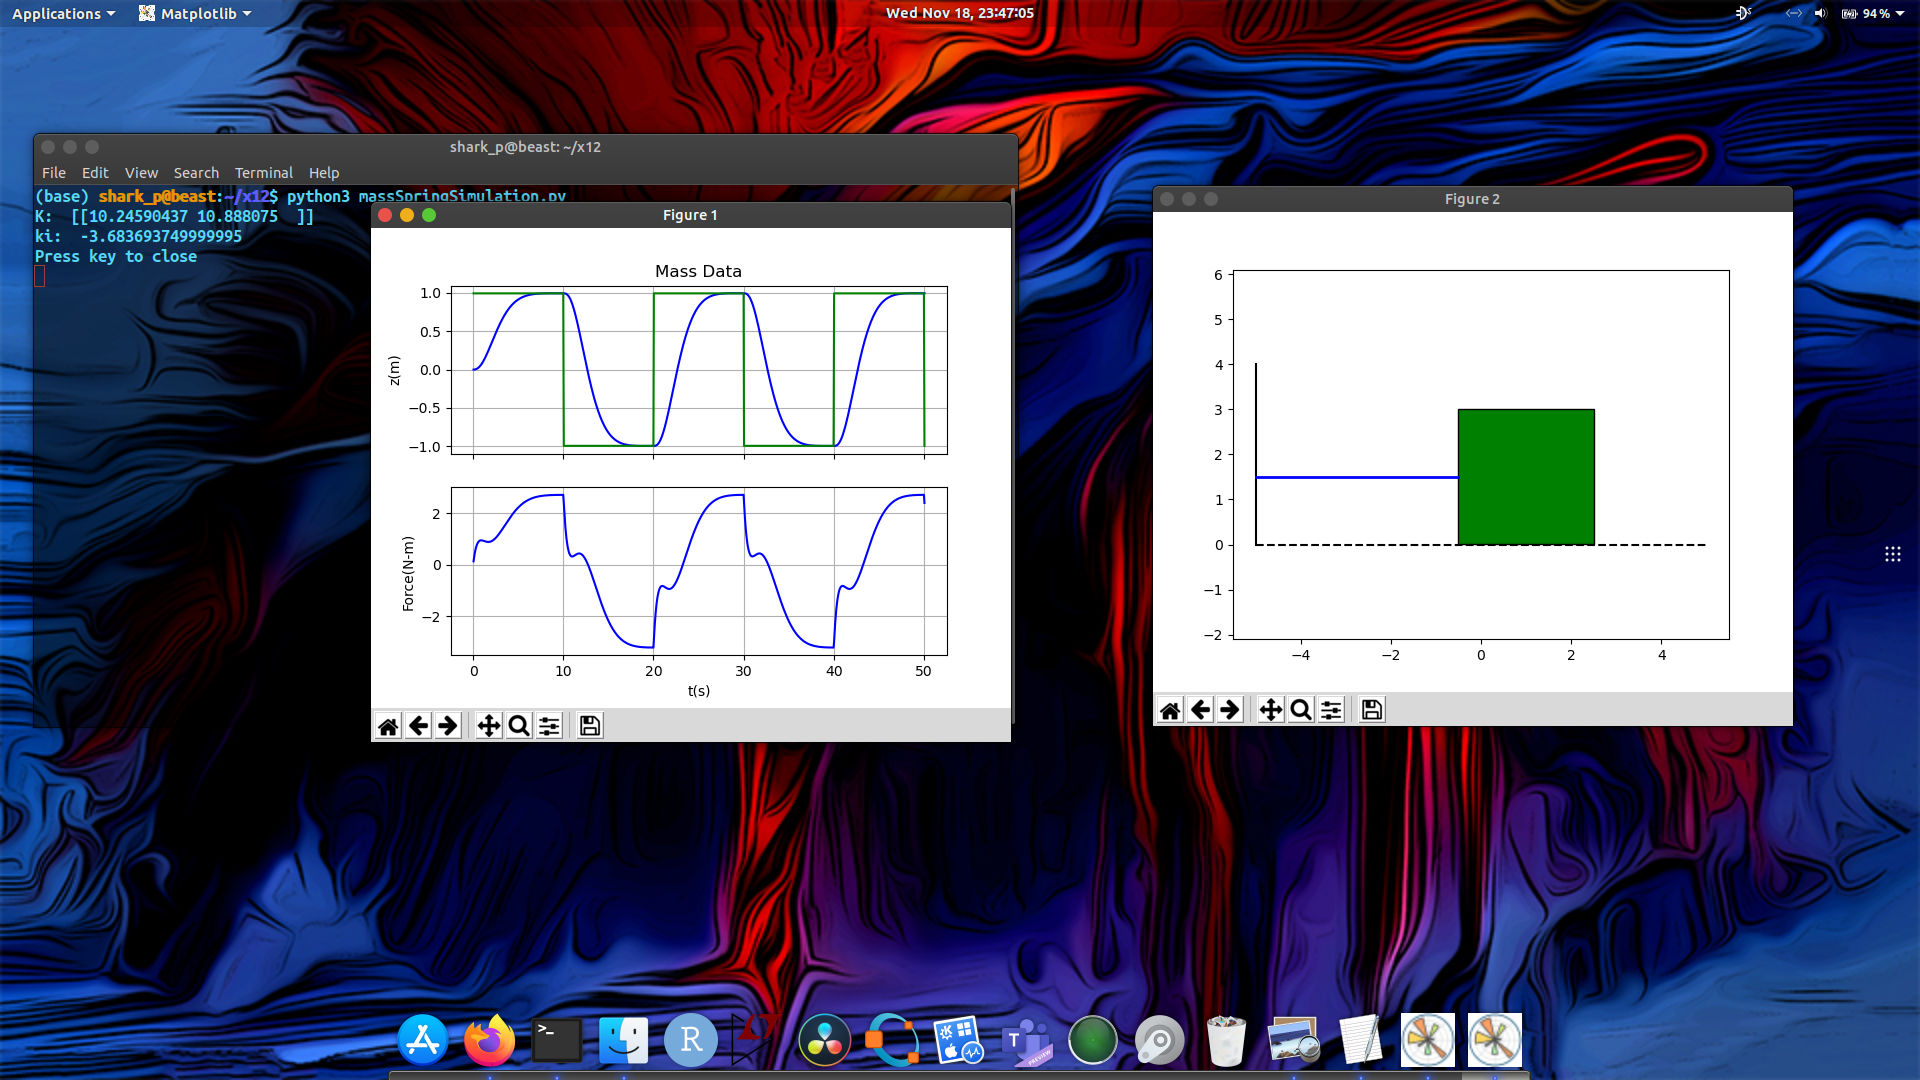 Applications Matplotlib Wed Nov 18, 23:47:05 94 %
shark_p@beast: ~/x12
File Edit View Search Terminal Help
(base) shark_p@beast:~/x12$ python3 massSpringSimulation.py
K:  [[10.24590437 10.888075  ]]
ki:  -3.683693749999995
Press key to close
Figure 1
Mass Data
1.0
0.5
0.0
−0.5
−1.0
z(m)
2
0
−2
Force(N-m)
0 10 20 30 40 50
t(s)
Figure 2
6
5
4
3
2
1
0
−1
−2
−4 −2 0 2 4
>_
R
K
T
PREVIEW